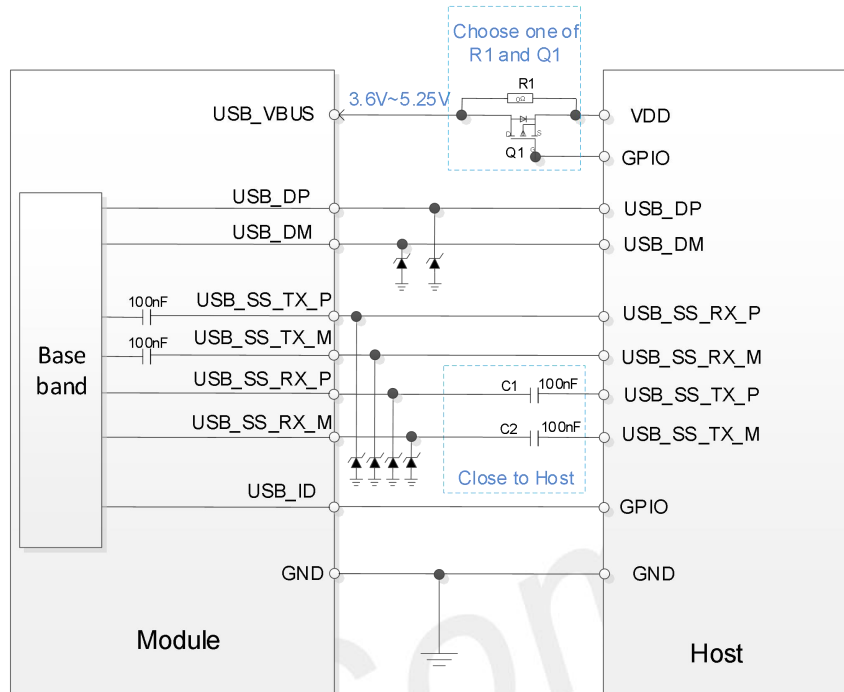 Choose one of
R1 and Q1
R1
0Ω
3.6V~5.25V
USB_VBUS
VDD
D
S
G
Q1
GPIO
USB_DP
USB_DP
USB_DM
USB_DM
100nF
USB_SS_TX_P
USB_SS_RX_P
100nF
USB_SS_TX_M
USB_SS_RX_M
Base
band
USB_SS_RX_P
C1
100nF
USB_SS_TX_P
USB_SS_RX_M
C2
100nF
USB_SS_TX_M
Close to Host
USB_ID
GPIO
GND
GND
Module
Host